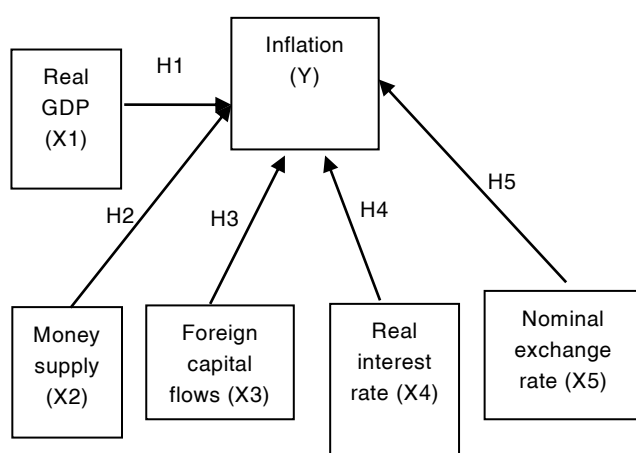 Inflation
(Y)
Real
GDP
(X1)
H1
H2
H3
H4
H5
Money
supply
(X2)
Foreign
capital
flows (X3)
Real
interest
rate (X4)
Nominal
exchange
rate (X5)